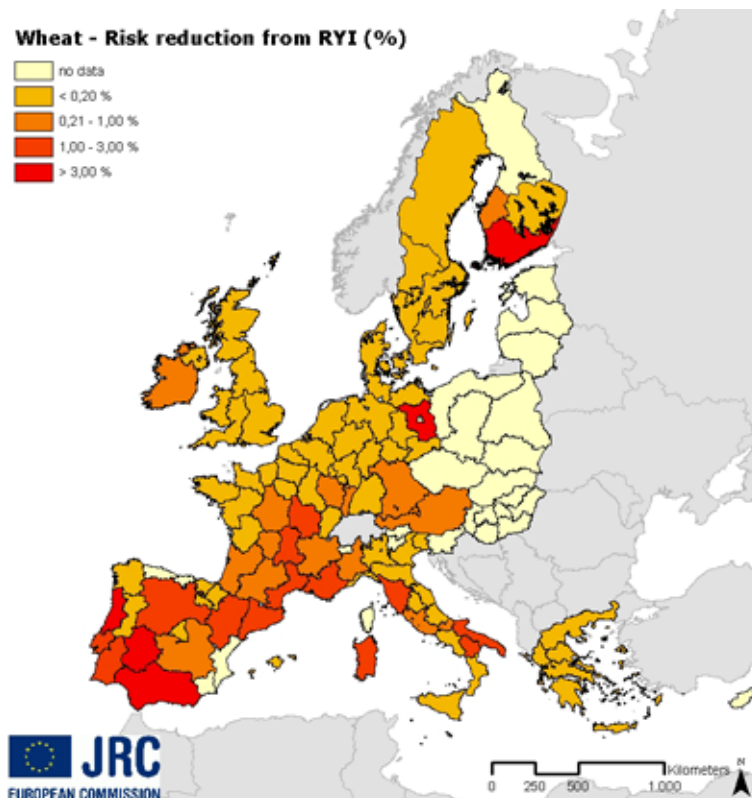 Wheat - Risk reduction from RYI (%)
no data
< 0,20 %
0,21 - 1,00 %
1,00 - 3,00 %
> 3,00 %
JRC
EUROPEAN COMMISSION
Kilometers
N
0 250 500 1.000